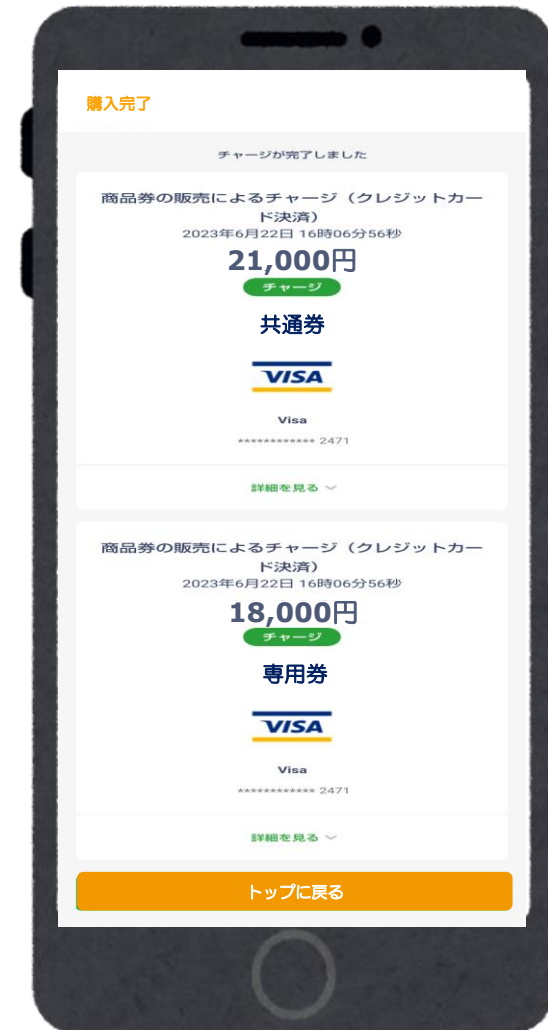 購入完了
チャージが完了しました
商品券の販売によるチャージ（クレジットカー
ド決済）
2023年6月22日 16時06分56秒
21,000円
チャージ
共通券
VISA
Visa
************ 2471
詳細を見る
商品券の販売によるチャージ（クレジットカー
ド決済）
2023年6月22日 16時06分56秒
18,000円
チャージ
専用券
VISA
Visa
************ 2471
詳細を見る
トップに戻る